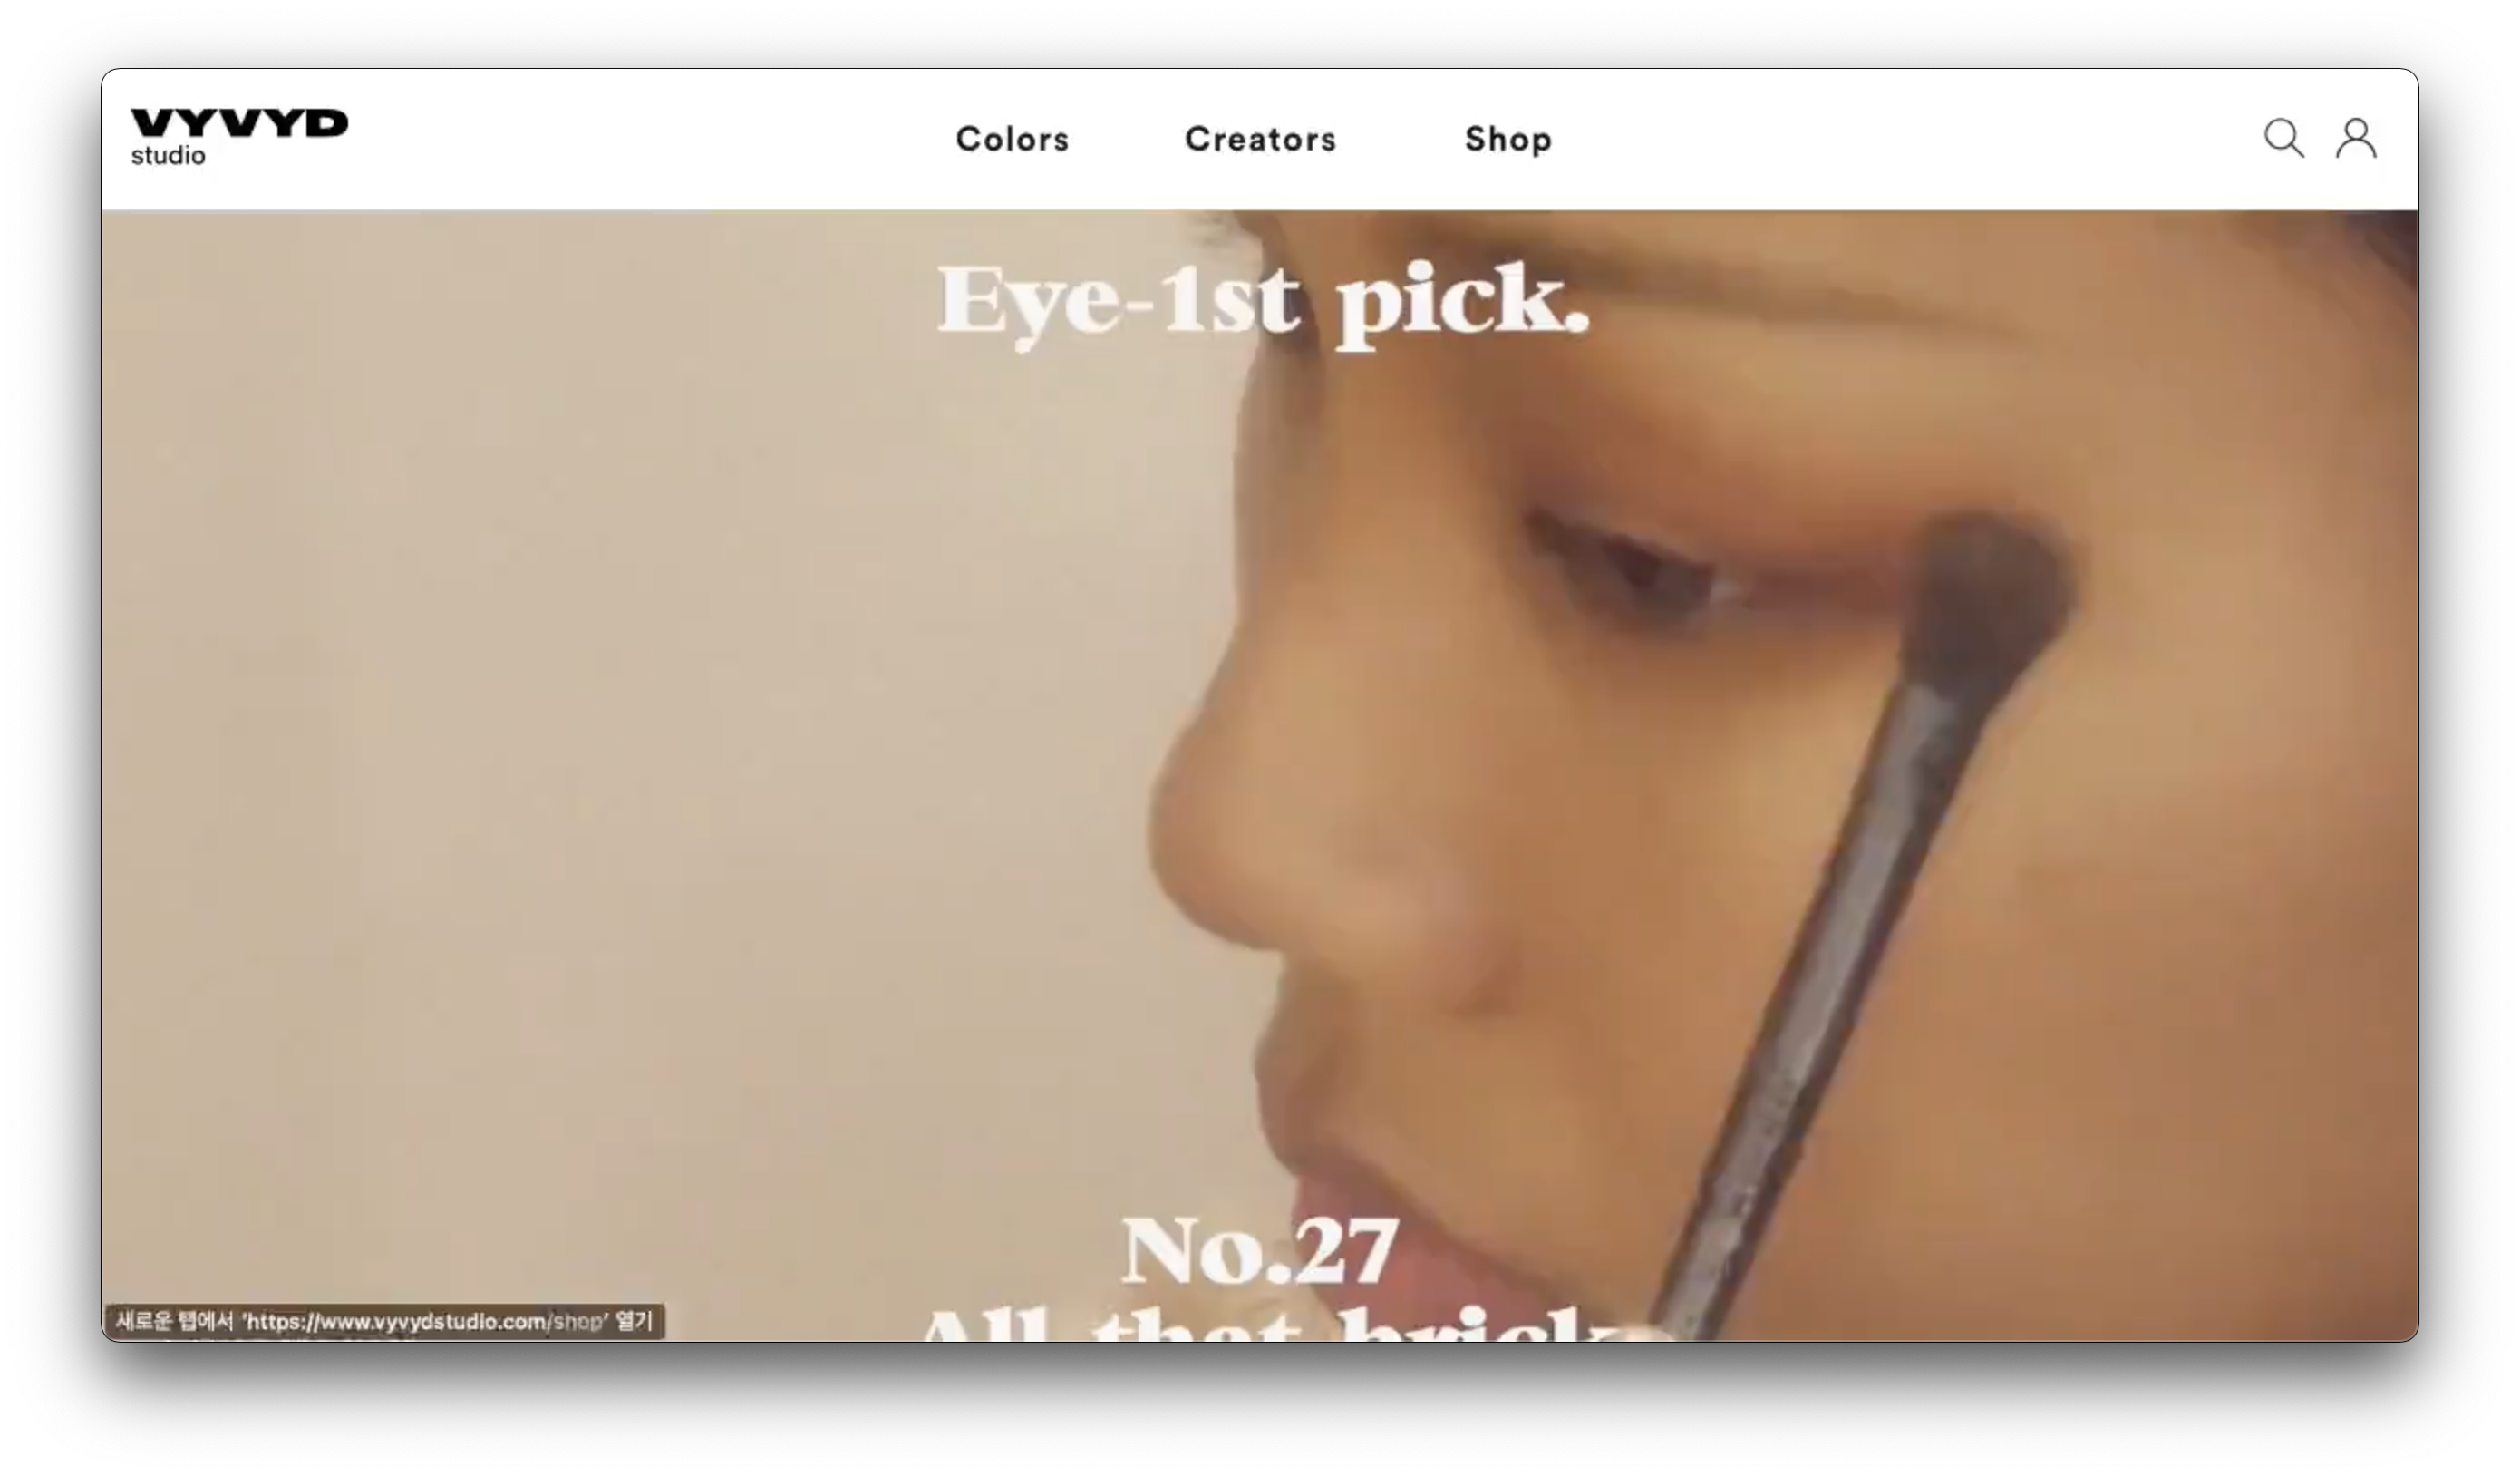 VYVYD
studio
Colors
Creators
Shop
Eye-1st pick.
No.27
All that brick
새로운 탭에서 'https://www.vyvydstudio.com/shop' 열기